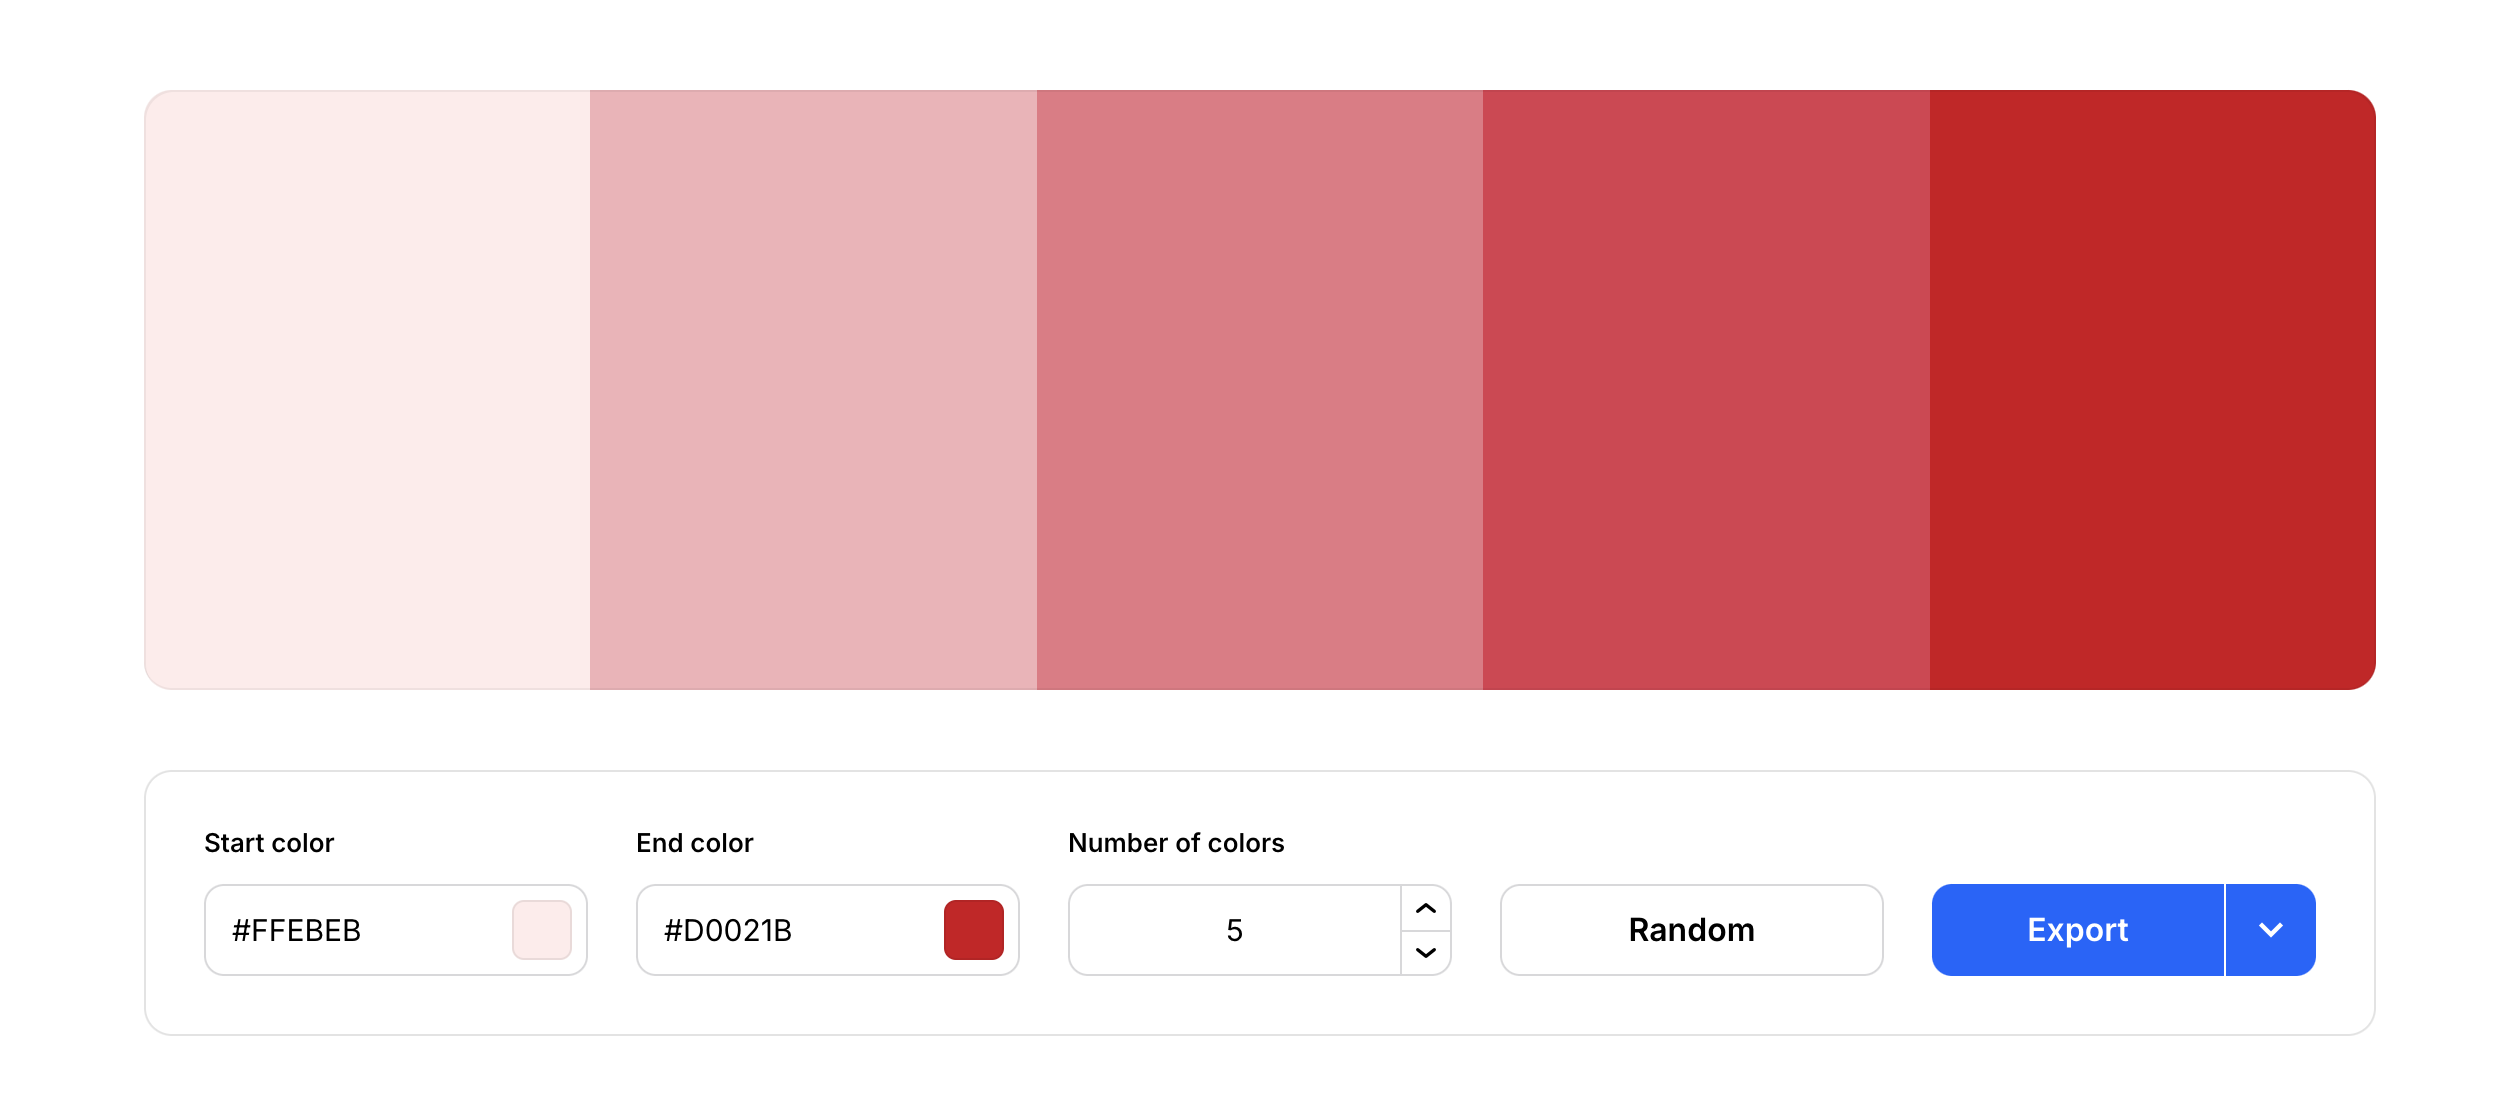 Start color
End color
Number of colors
#FFEBEB
#D0021B
5
Random
Export